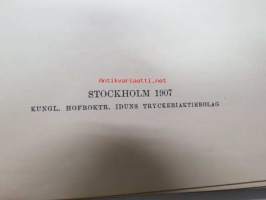 Antikvariaatti.net
STOCKHOLM 1907
KUNGL. HOFBOKTR. IDUNS TRYCKERIAKTIEBOLAG